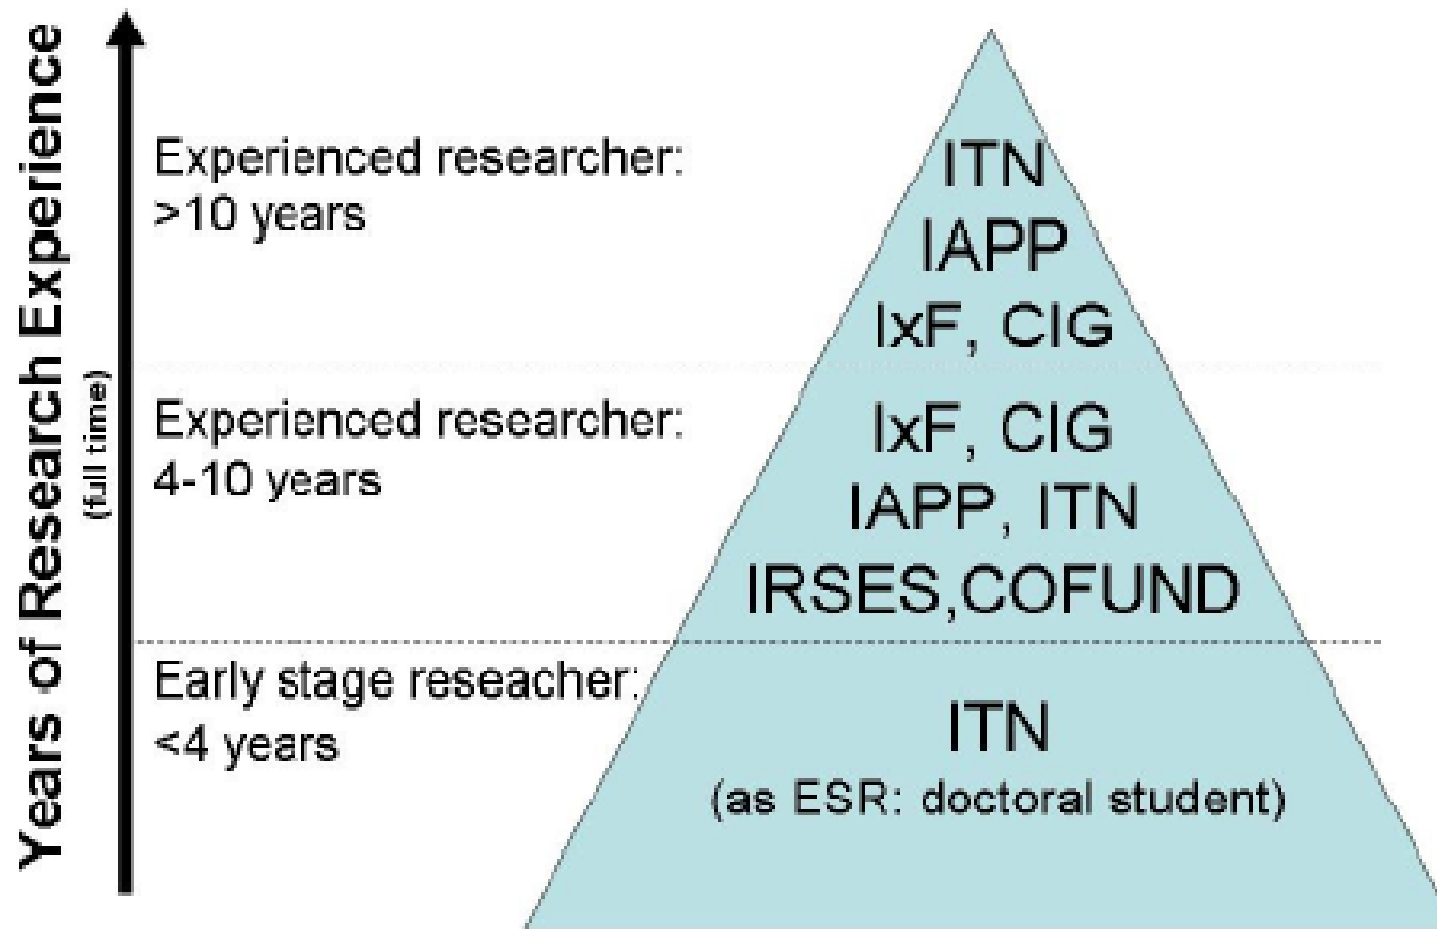 Years of Research Experience
(full time)
Experienced researcher:
>10 years
ITN
IAPP
IxF, CIG
Experienced researcher:
4-10 years
IxF, CIG
IAPP, ITN
IRSES,COFUND
Early stage reseacher:
<4 years
ITN
(as ESR: doctoral student)